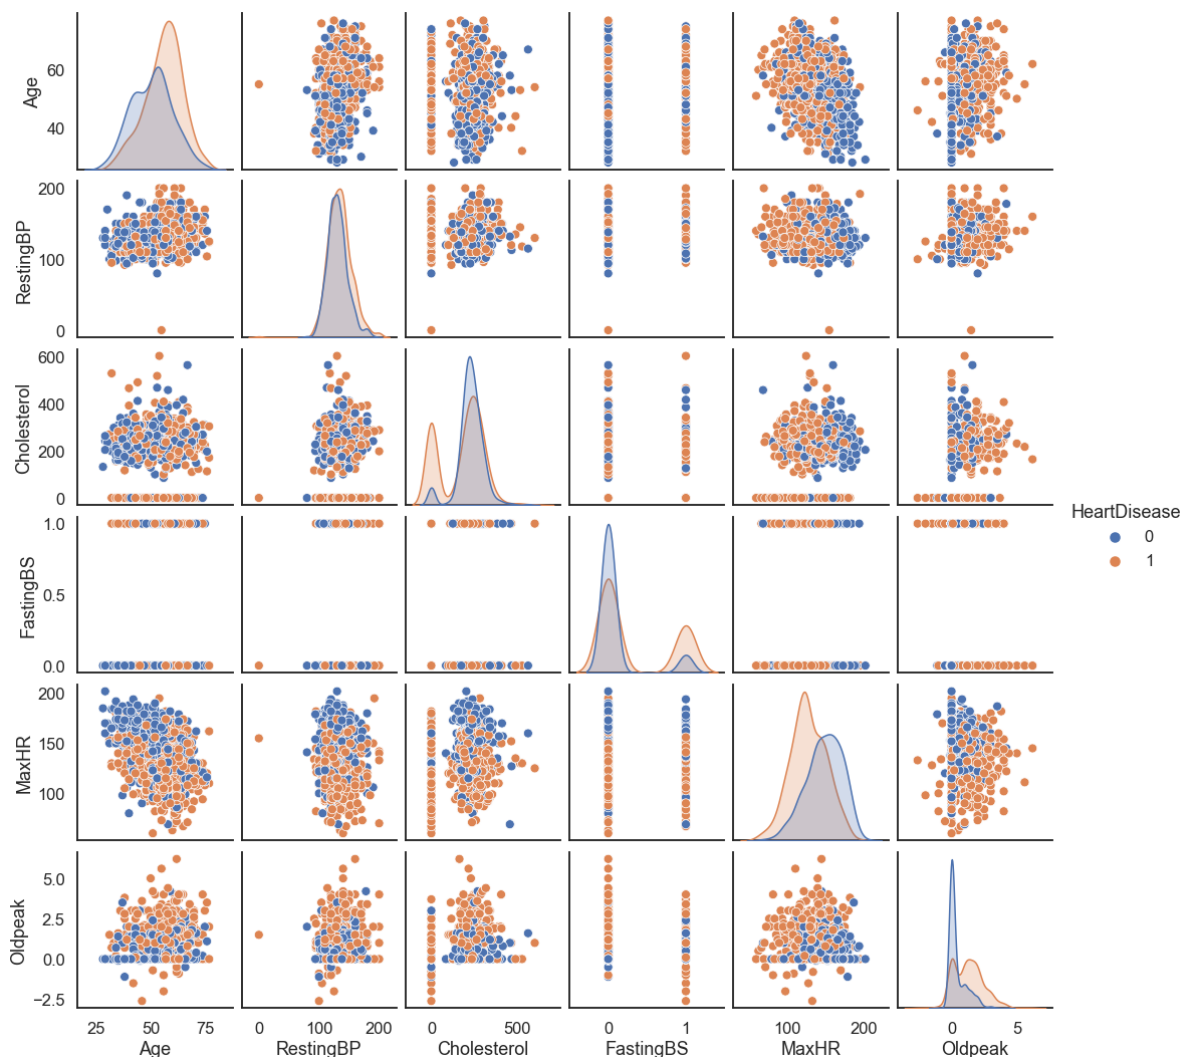 Age
60
40
RestingBP
200
100
0
Cholesterol
600
400
200
0
FastingBS
1.0
0.5
0.0
MaxHR
200
150
100
Oldpeak
5.0
2.5
0.0
−2.5
25 50 75 0 100 200 0 500 0 1 100 200 0 5
Age RestingBP Cholesterol FastingBS MaxHR Oldpeak
HeartDisease
0
1